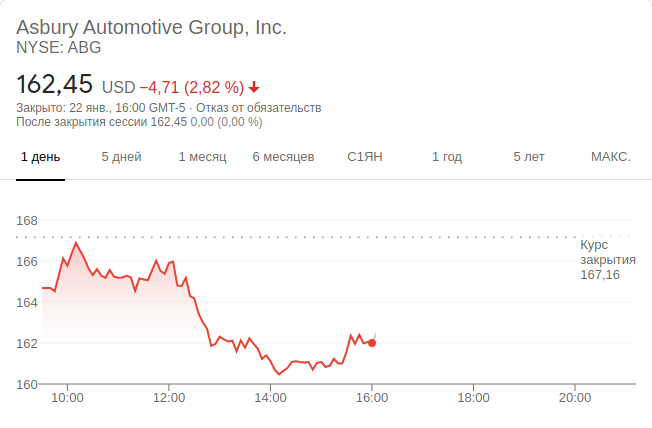 Asbury Automotive Group, Inc.
NYSE: ABG
162,45 USD −4,71 (2,82 %)
Закрыто: 22 янв., 16:00 GMT-5 · Отказ от обязательств
После закрытия сессии 162,45 0,00 (0,00 %)
1 день 5 дней 1 месяц 6 месяцев С1ЯН 1 год 5 лет МАКС.
168
Курс
закрытия
167,16
166
164
162
160
10:00 12:00 14:00 16:00 18:00 20:00